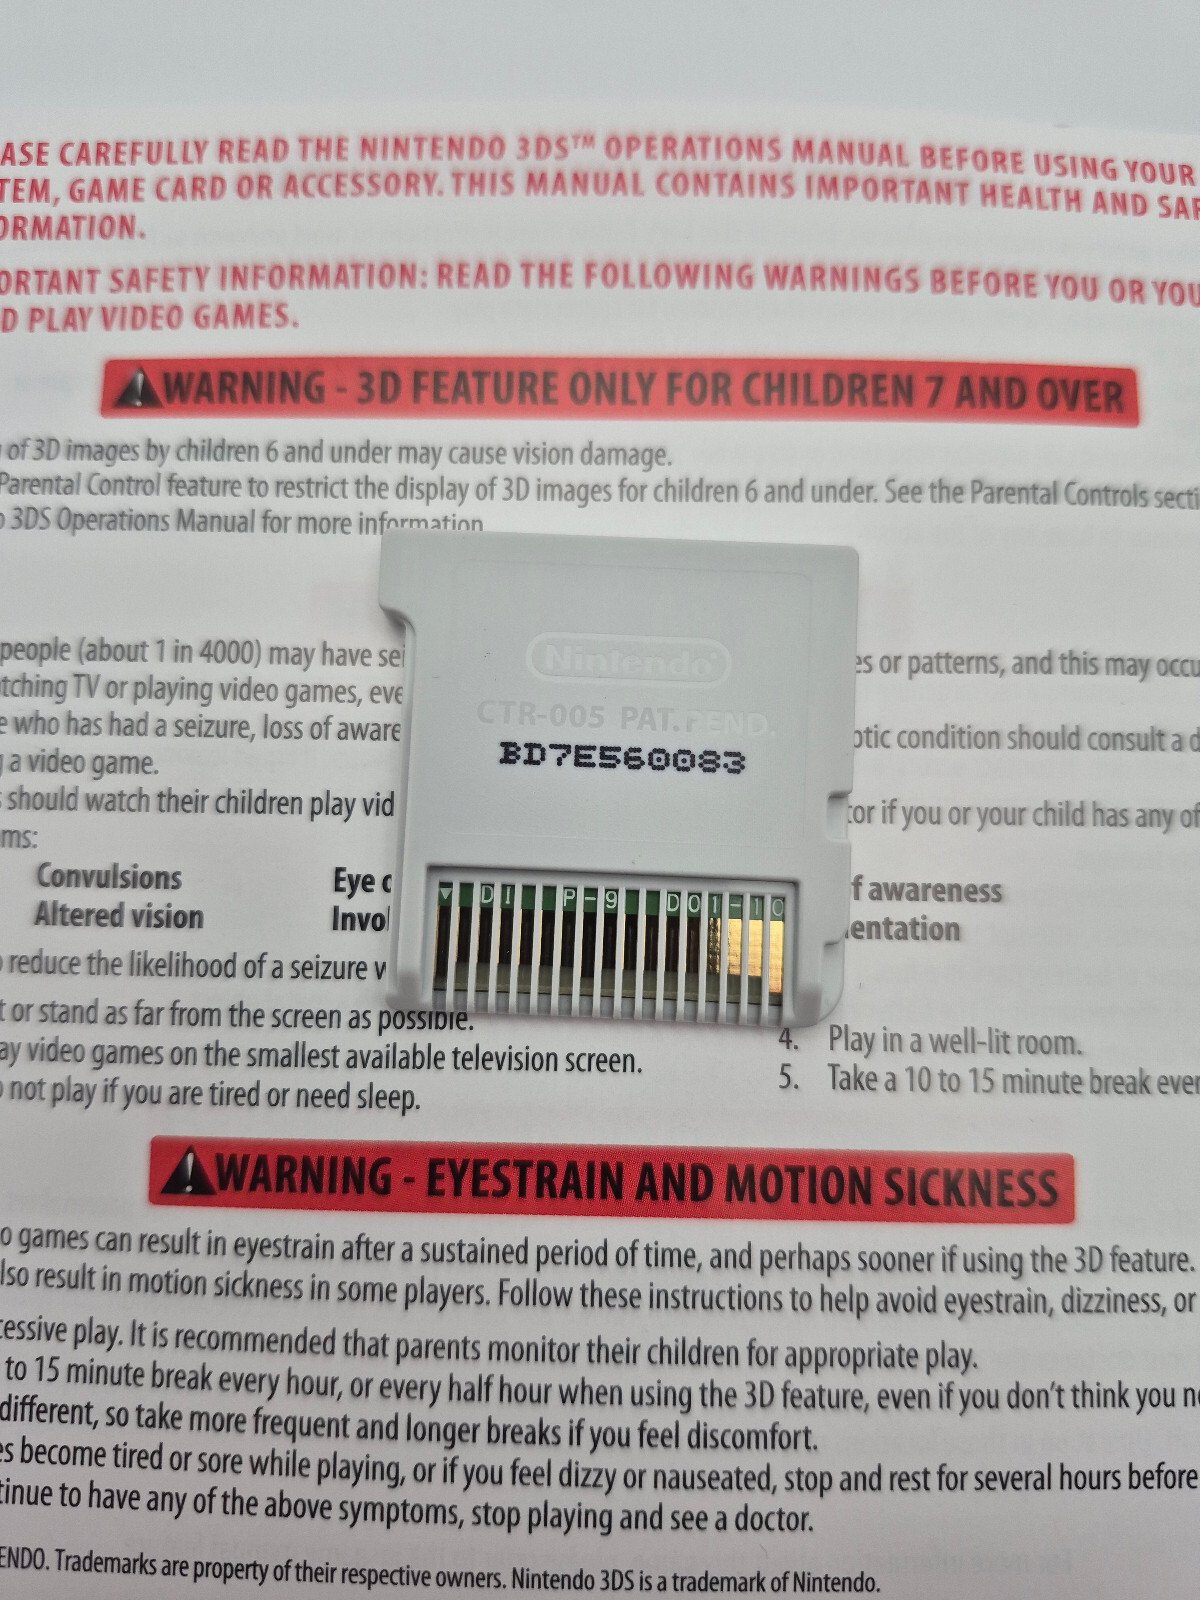 ASE CAREFULLY READ THE NINTENDO 3DS™ OPERATIONS MANUAL BEFORE USING YOUR
TEM, GAME CARD OR ACCESSORY. THIS MANUAL CONTAINS IMPORTANT HEALTH AND SAF
ORMATION.
ORTANT SAFETY INFORMATION: READ THE FOLLOWING WARNINGS BEFORE YOU OR YOU
D PLAY VIDEO GAMES.
WARNING - 3D FEATURE ONLY FOR CHILDREN 7 AND OVER
of 3D images by children 6 and under may cause vision damage.
Parental Control feature to restrict the display of 3D images for children 6 and under. See the Parental Controls secti
o 3DS Operations Manual for more information
people (about 1 in 4000) may have sei
es or patterns, and this may occu
tching TV or playing video games, eve
e who has had a seizure, loss of aware
ptic condition should consult a d
g a video game.
should watch their children play vid
tor if you or your child has any of
ms:
Convulsions Eye c f awareness
Altered vision Invol entation
o reduce the likelihood of a seizure w
t or stand as far from the screen as possible.
ay video games on the smallest available television screen.
o not play if you are tired or need sleep.
4. Play in a well-lit room.
5. Take a 10 to 15 minute break ever
Nintendo
CTR-005 PAT.PEND.
BD7E560083
DI P-9 D01-10
WARNING - EYESTRAIN AND MOTION SICKNESS
o games can result in eyestrain after a sustained period of time, and perhaps sooner if using the 3D feature.
lso result in motion sickness in some players. Follow these instructions to help avoid eyestrain, dizziness, or
cessive play. It is recommended that parents monitor their children for appropriate play.
to 15 minute break every hour, or every half hour when using the 3D feature, even if you don't think you ne
different, so take more frequent and longer breaks if you feel discomfort.
es become tired or sore while playing, or if you feel dizzy or nauseated, stop and rest for several hours before
tinue to have any of the above symptoms, stop playing and see a doctor.
ENDO. Trademarks are property of their respective owners. Nintendo 3DS is a trademark of Nintendo.